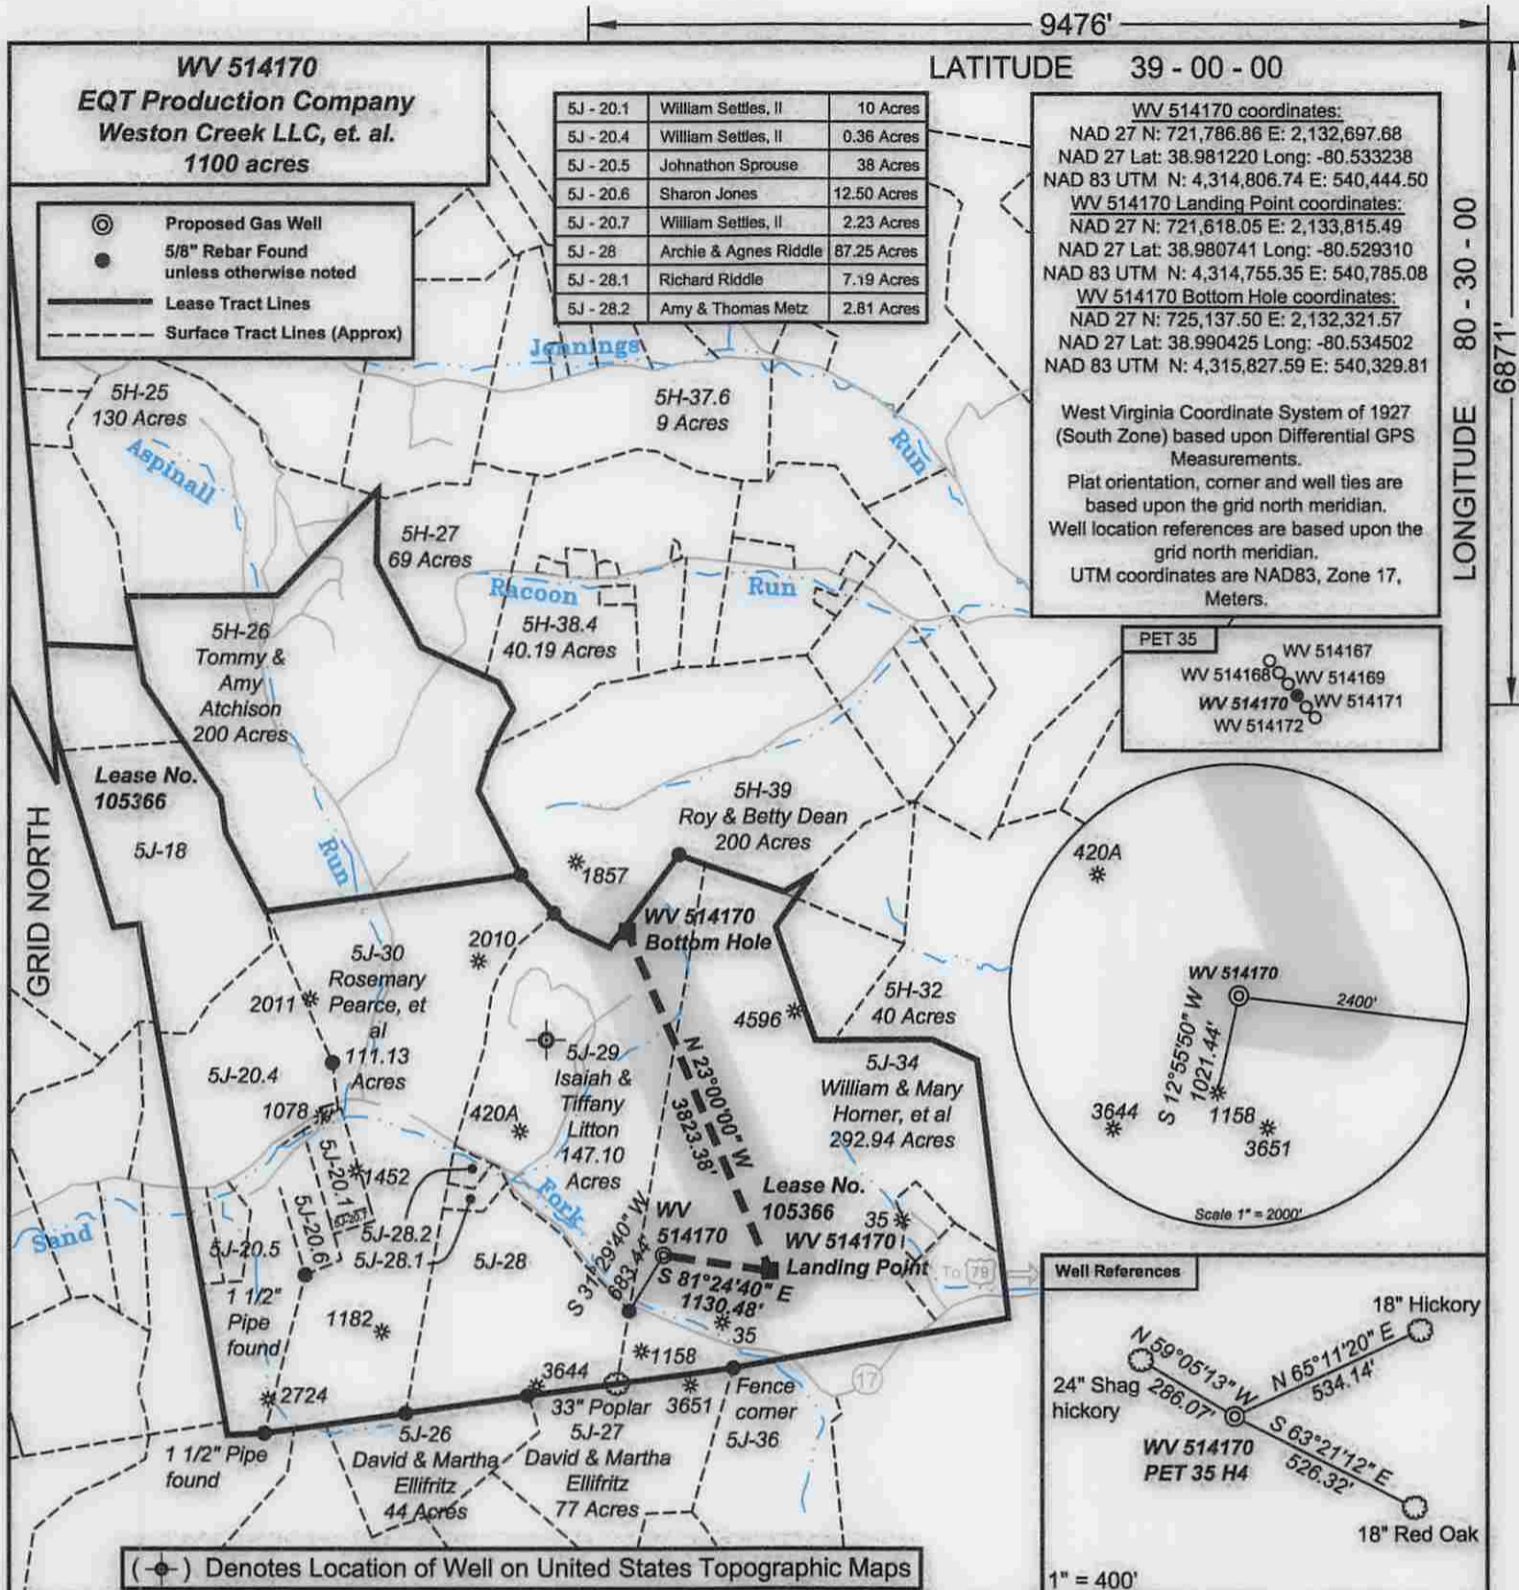 9476'
WV 514170
EQT Production Company
Weston Creek LLC, et. al.
1100 acres
LATITUDE 39 - 00 - 00
5J - 20.1 William Settles, II 10 Acres
5J - 20.4 William Settles, II 0.36 Acres
5J - 20.5 Johnathon Sprouse 38 Acres
5J - 20.6 Sharon Jones 12.50 Acres
5J - 20.7 William Settles, II 2.23 Acres
5J - 28 Archie & Agnes Riddle 87.25 Acres
5J - 28.1 Richard Riddle 7.19 Acres
5J - 28.2 Amy & Thomas Metz 2.81 Acres
WV 514170 coordinates:
NAD 27 N: 721,786.86 E: 2,132,697.68
NAD 27 Lat: 38.981220 Long: -80.533238
NAD 83 UTM N: 4,314,806.74 E: 540,444.50
WV 514170 Landing Point coordinates:
NAD 27 N: 721,618.05 E: 2,133,815.49
NAD 27 Lat: 38.980741 Long: -80.529310
NAD 83 UTM N: 4,314,755.35 E: 540,785.08
WV 514170 Bottom Hole coordinates:
NAD 27 N: 725,137.50 E: 2,132,321.57
NAD 27 Lat: 38.990425 Long: -80.534502
NAD 83 UTM N: 4,315,827.59 E: 540,329.81
West Virginia Coordinate System of 1927
(South Zone) based upon Differential GPS
Measurements.
Plat orientation, corner and well ties are
based upon the grid north meridian.
Well location references are based upon the
grid north meridian.
UTM coordinates are NAD83, Zone 17,
Meters.
LONGITUDE 80 - 30 - 00
6871'
Proposed Gas Well
5/8" Rebar Found
unless otherwise noted
Lease Tract Lines
Surface Tract Lines (Approx)
Jennings
Run
5H-25
130 Acres
5H-37.6
9 Acres
Aspinall
Run
5H-27
69 Acres
Racoon Run
5H-38.4
40.19 Acres
5H-26
Tommy &
Amy
Atchison
200 Acres
PET 35
WV 514167
WV 514168
WV 514169
WV 514170
WV 514171
WV 514172
Lease No.
105366
5J-18
GRID NORTH
5H-39
Roy & Betty Dean
200 Acres
1857
WV 514170
Bottom Hole
2010
5J-30
Rosemary
Pearce, et
al
111.13
Acres
2011
5H-32
40 Acres
4596
N 23°00'00" W
3823.38'
5J-29
Isaiah &
Tiffany
Litton
147.10
Acres
5J-34
William & Mary
Horner, et al
292.94 Acres
5J-20.4
1078
420A
5J-20.1
1452
5J-20.6
5J-20.5
5J-28.2
5J-28.1
5J-28
Sand
Fork
WV
514170
S 31°29'40" W
683.44'
S 81°24'40" E
1130.48'
Lease No.
105366
35
WV 514170
Landing Point
To 79
1 1/2"
Pipe
found
1182
35
1158
3644
2724
33" Poplar
3651
Fence
corner
17
5J-36
1 1/2" Pipe
found
5J-26
David & Martha
Ellifritz
44 Acres
5J-27
David & Martha
Ellifritz
77 Acres
420A
WV 514170
2400'
S 12°55'50" W
1021.44'
3644
1158
3651
Scale 1" = 2000'
Well References
18" Hickory
N 59°05'13" W
286.07'
N 65°11'20" E
534.14'
24" Shag
hickory
S 63°21'12" E
526.32'
WV 514170
PET 35 H4
18" Red Oak
1" = 400'
( ) Denotes Location of Well on United States Topographic Maps